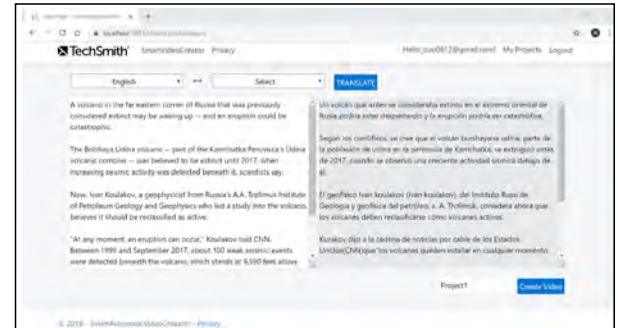 TechSmith SmartVideoCreator Privacy My Projects Logout
English Select TRANSLATE
A volcano in the far eastern corner of Russia that was previously
considered extinct may be waking up — and an eruption could be
catastrophic.
The Bolshaya Udina volcano — part of the Kamchatka Peninsula's Udina
volcanic complex — was believed to be extinct until 2017, when
increasing seismic activity was detected beneath it, scientists say.
Now, Ivan Koulakov, a geophysicist from Russia's A.A. Trofimuk Institute
of Petroleum Geology and Geophysics who led a study into the volcano,
believes it should be reclassified as active.
"At any moment, an eruption can occur," Koulakov told CNN.
Between 1999 and September 2017, about 100 weak seismic events
were detected beneath the volcano, which stands at 9,590 feet above
Un volcán que antes se consideraba extinto en el extremo oriental de
Rusia podría estar despertando y la erupción podría ser catastrófica.
Según los científicos, se cree que el volcán bushayana udina, parte de
la población de udina en la península de Kamchatka, se extinguió antes
de 2017, cuando se observó una creciente actividad sísmica debajo de
él.
El geofísico Ivan koulakov (ivan koulakov), del Instituto Ruso de
Geología y geofísica del petróleo, a. A. Trofimuk, considera ahora que
los volcanes deben reclasificarse como volcanes activos.
Kurakov dijo a la cadena de noticias por cable de los Estados
Unidos(CNN)que "los volcanes pueden estallar en cualquier momento.
Project1 Create Video
© 2019 - Privacy